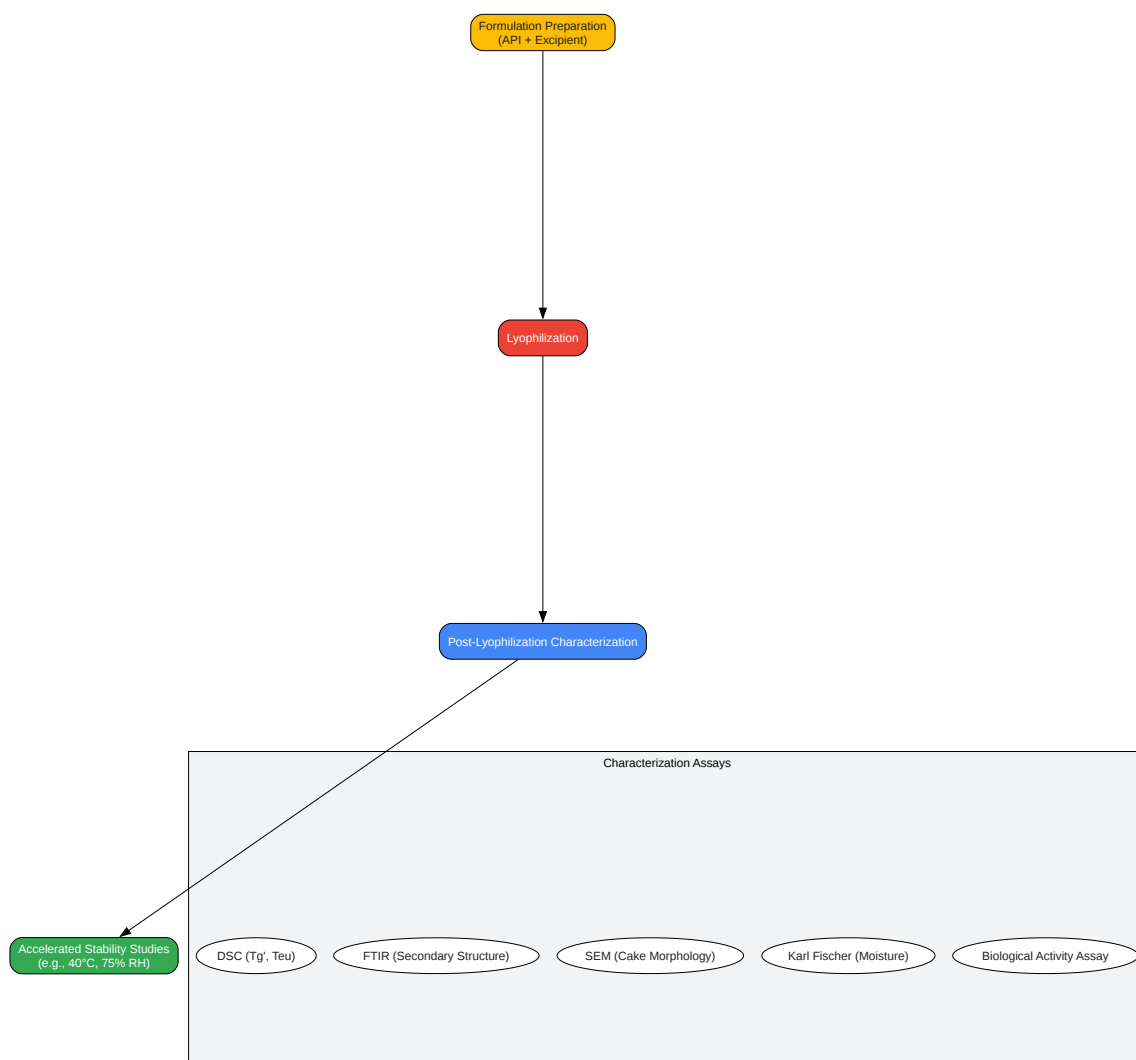 Formulation Preparation
(API + Excipient)
Lyophilization
Post-Lyophilization Characterization
Characterization Assays
Accelerated Stability Studies
(e.g., 40°C, 75% RH)
DSC (Tg', Teu)
FTIR (Secondary Structure)
SEM (Cake Morphology)
Karl Fischer (Moisture)
Biological Activity Assay